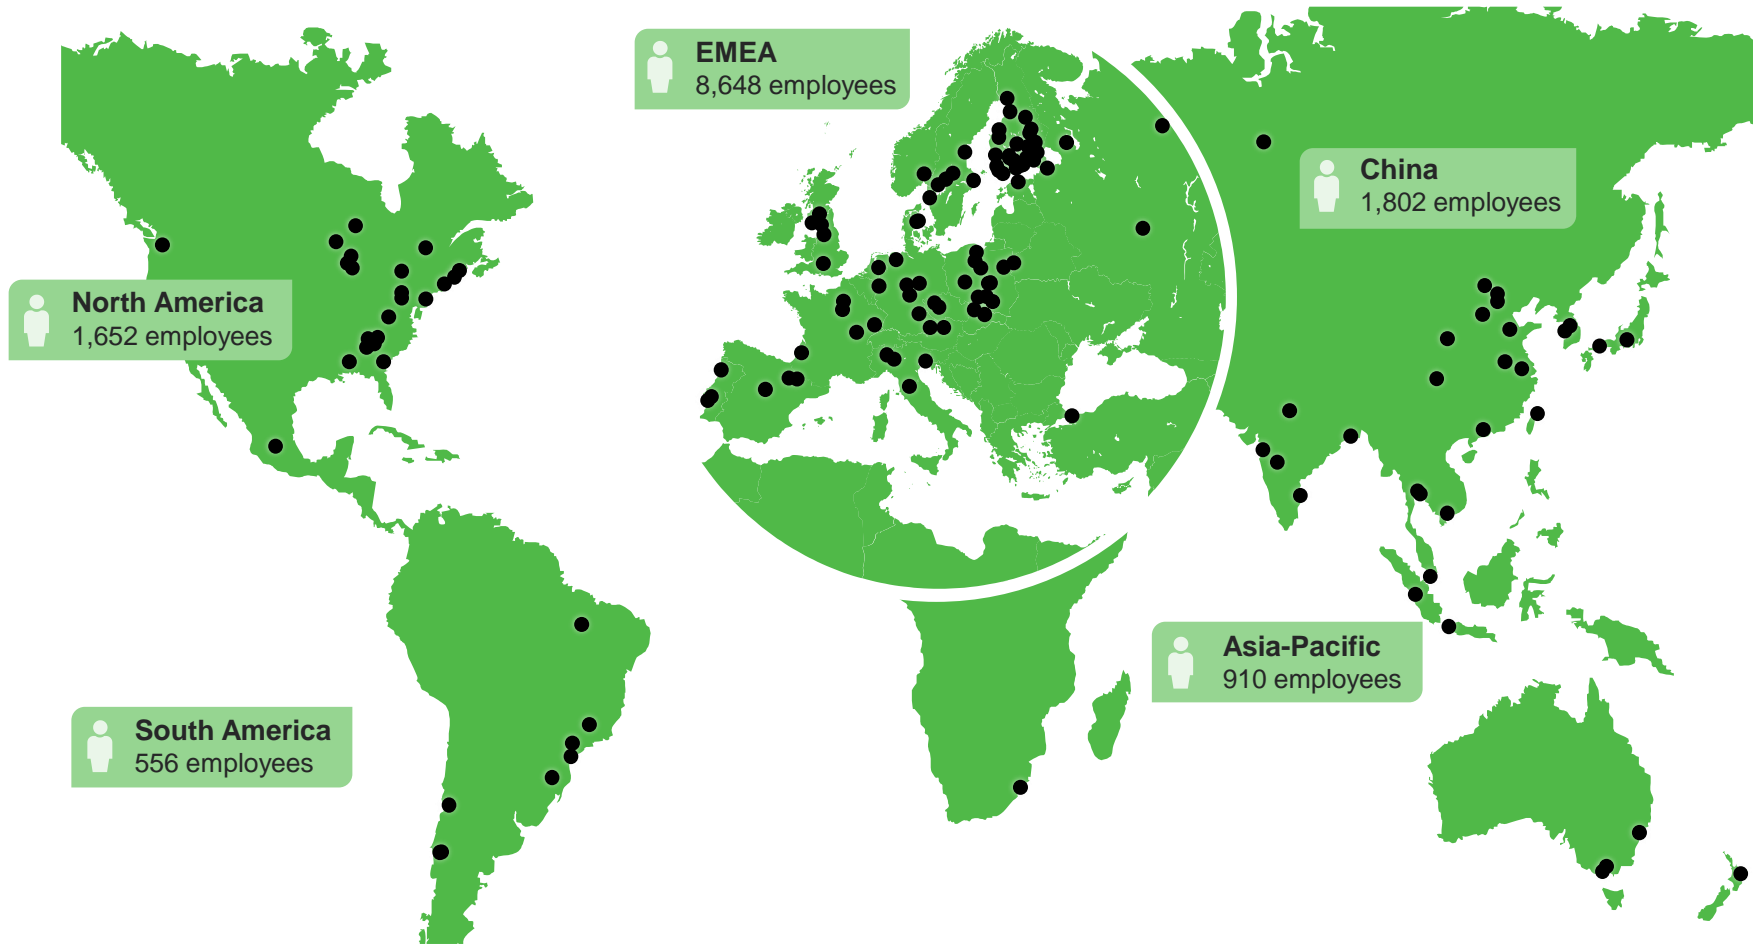 EMEA
8,648 employees
China
1,802 employees
North America
1,652 employees
Asia-Pacific
910 employees
South America
556 employees